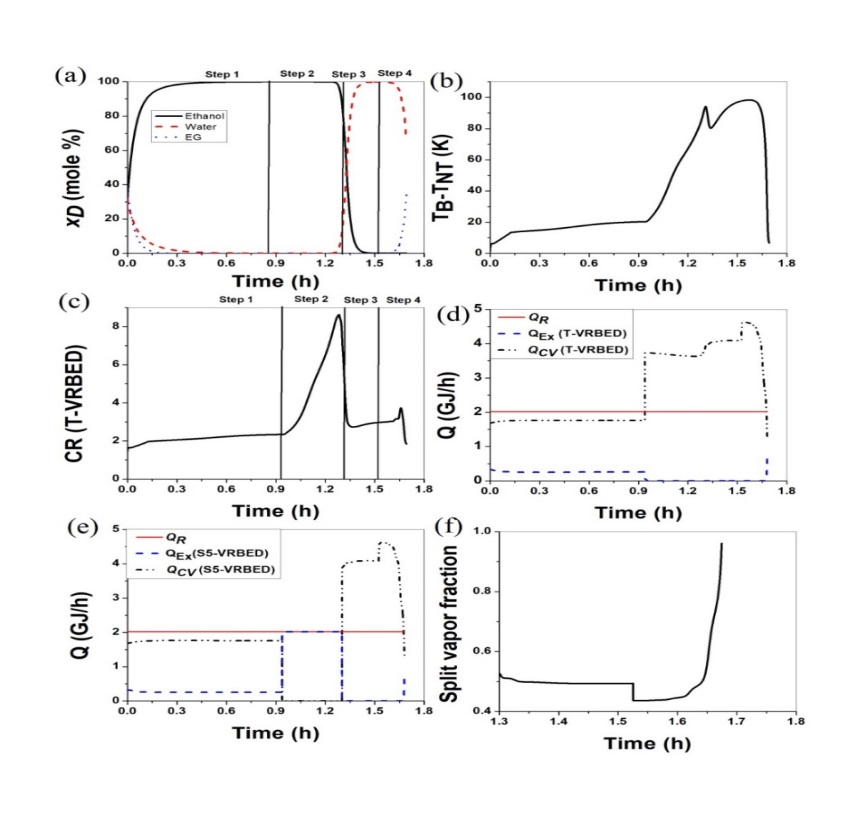 (a)
Step 1 Step 2 Step 3 Step 4
100
80
60
40
20
0
xD (mole %)
Ethanol
Water
EG
0.0 0.3 0.6 0.9 1.2 1.5 1.8
Time (h)
(b)
100
80
60
40
20
0
TB-TNT (K)
0.0 0.3 0.6 0.9 1.2 1.5 1.8
Time (h)
(c)
Step 1 Step 2 Step 3 Step 4
8
6
4
2
0
CR (T-VRBED)
0.0 0.3 0.6 0.9 1.2 1.5 1.8
Time (h)
(d)
5
4
3
2
1
0
Q (GJ/h)
QR
QEx (T-VRBED)
QCV (T-VRBED)
0.0 0.3 0.6 0.9 1.2 1.5 1.8
Time (h)
(e)
5
4
3
2
1
0
Q (GJ/h)
QR
QEx(S5-VRBED)
QCV (S5-VRBED)
0.0 0.3 0.6 0.9 1.2 1.5 1.8
Time (h)
(f)
1.0
0.8
0.6
0.4
Split vapor fraction
1.3 1.4 1.5 1.6 1.7 1.8
Time (h)